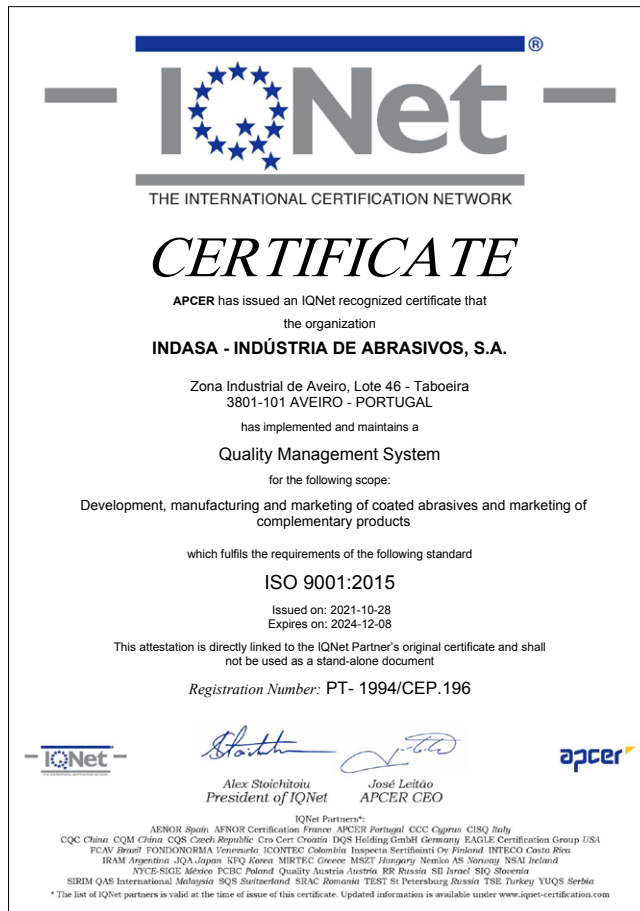 IQNet ®
THE INTERNATIONAL CERTIFICATION NETWORK
CERTIFICATE
APCER has issued an IQNet recognized certificate that
the organization
INDASA - INDÚSTRIA DE ABRASIVOS, S.A.
Zona Industrial de Aveiro, Lote 46 - Taboeira
3801-101 AVEIRO - PORTUGAL
has implemented and maintains a
Quality Management System
for the following scope:
Development, manufacturing and marketing of coated abrasives and marketing of
complementary products
which fulfils the requirements of the following standard
ISO 9001:2015
Issued on: 2021-10-28
Expires on: 2024-12-08
This attestation is directly linked to the IQNet Partner's original certificate and shall
not be used as a stand-alone document
Registration Number: PT- 1994/CEP.196
IQNet
THE INTERNATIONAL CERTIFICATION NETWORK
apcer
Alex Stoichitoiu José Leitão
President of IQNet APCER CEO
IQNet Partners*:
AENOR Spain AFNOR Certification France APCER Portugal CCC Cyprus CISQ Italy
CQC China CQM China CQS Czech Republic Cro Cert Croatia DQS Holding GmbH Germany EAGLE Certification Group USA
FCAV Brazil FONDONORMA Venezuela ICONTEC Colombia Inspecta Sertifiointi Oy Finland INTECO Costa Rica
IRAM Argentina JQA Japan KFQ Korea MIRTEC Greece MSZT Hungary Nemko AS Norway NSAI Ireland
NYCE-SIGE México PCBC Poland Quality Austria Austria RR Russia SII Israel SIQ Slovenia
SIRIM QAS International Malaysia SQS Switzerland SRAC Romania TEST St Petersburg Russia TSE Turkey YUQS Serbia
* The list of IQNet partners is valid at the time of issue of this certificate. Updated information is available under www.iqnet-certification.com